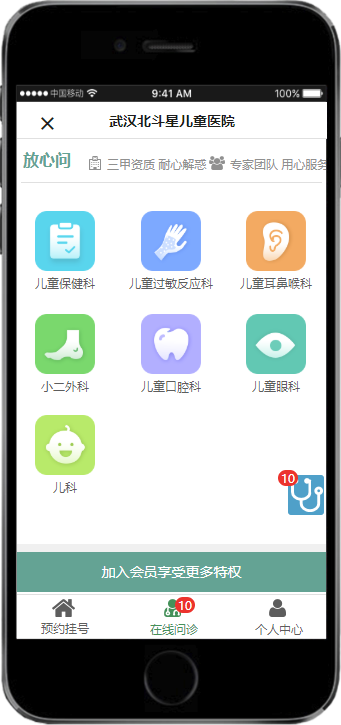 中国移动 9:41 AM 100%
武汉北斗星儿童医院
放心问 三甲资质 耐心解惑 专家团队 用心服务
儿童保健科 儿童过敏反应科 儿童耳鼻喉科
小二外科 儿童口腔科 儿童眼科
儿科
10
加入会员享受更多特权
10
预约挂号 在线问诊 个人中心